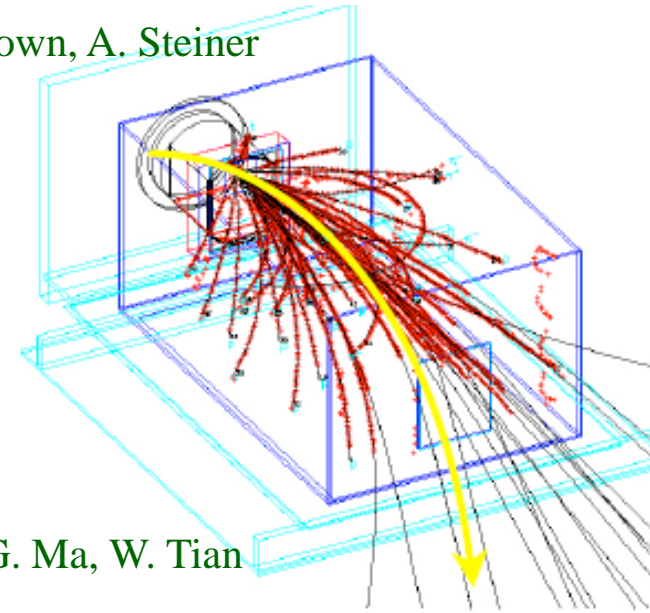 own, A. Steiner
G. Ma, W. Tian